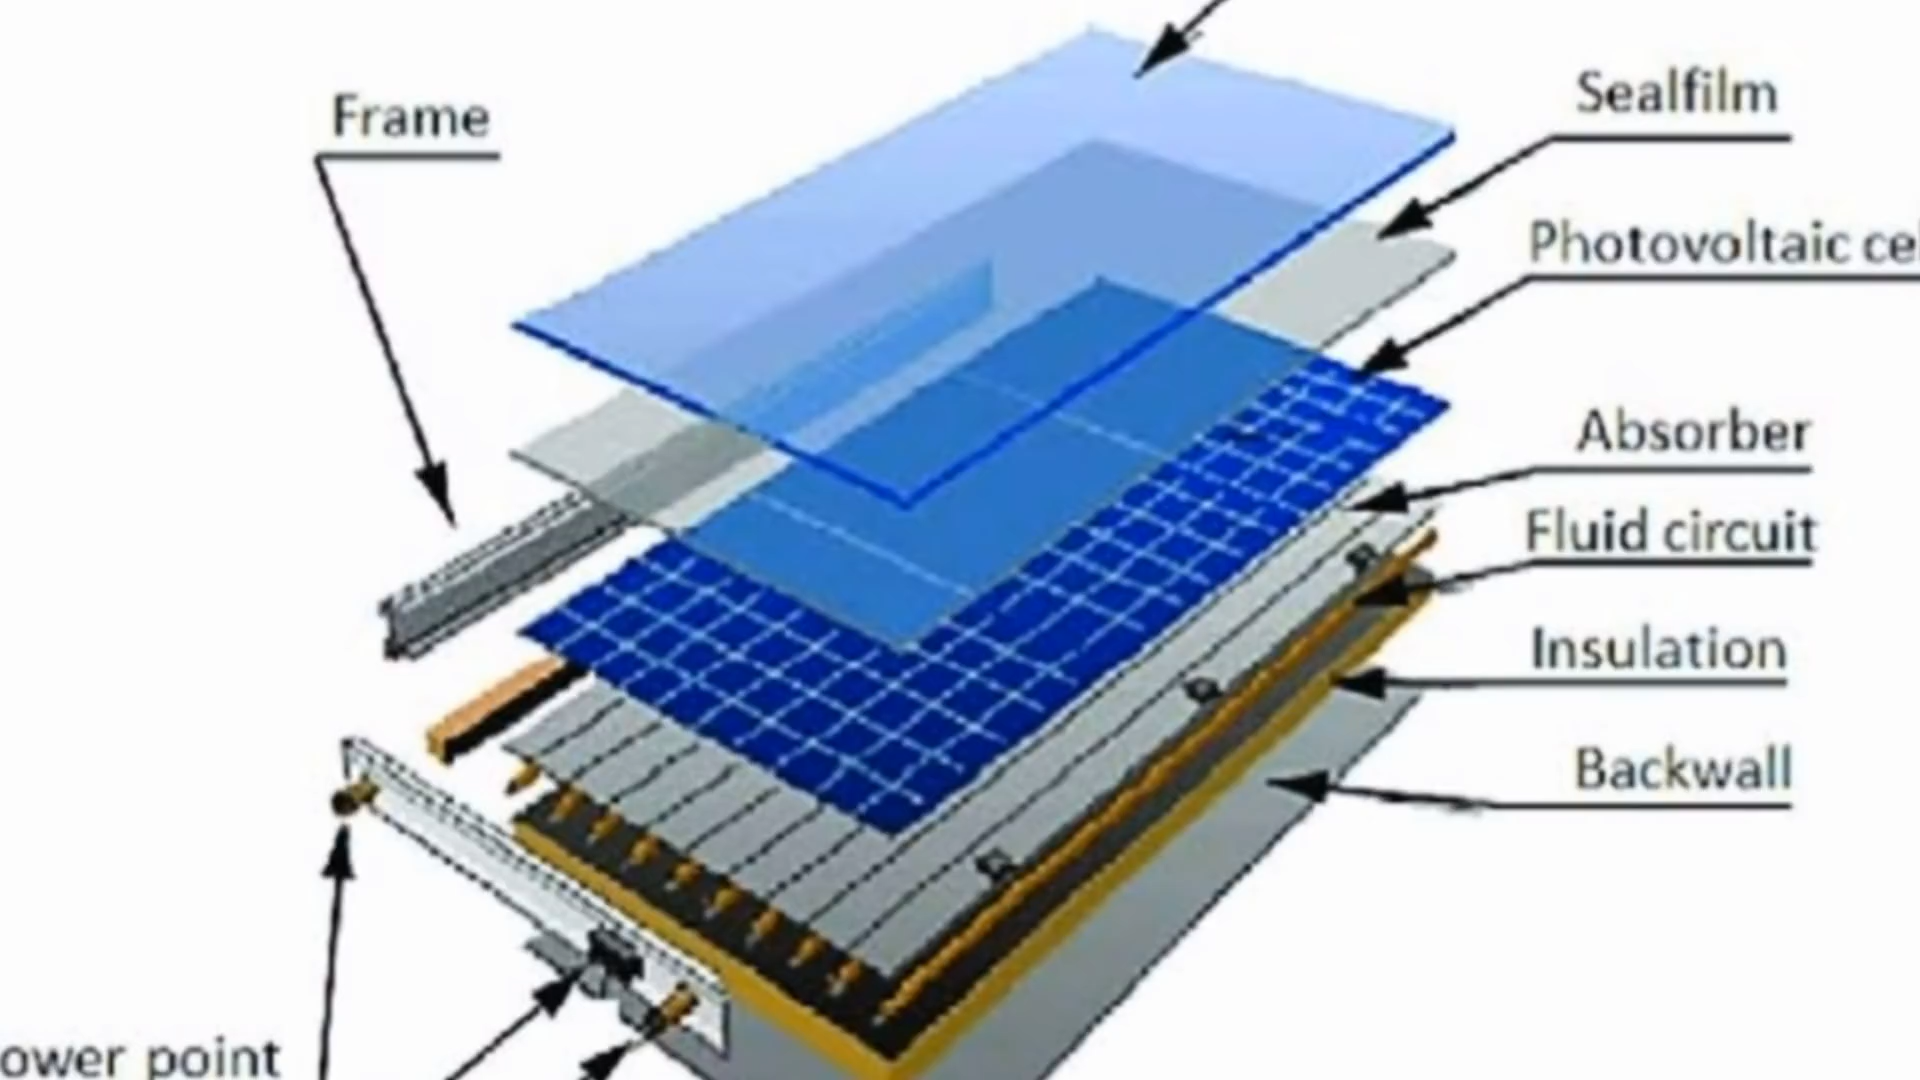 Frame
Sealfilm
Photovoltaic cel
Absorber
Fluid circuit
Insulation
Backwall
ower point